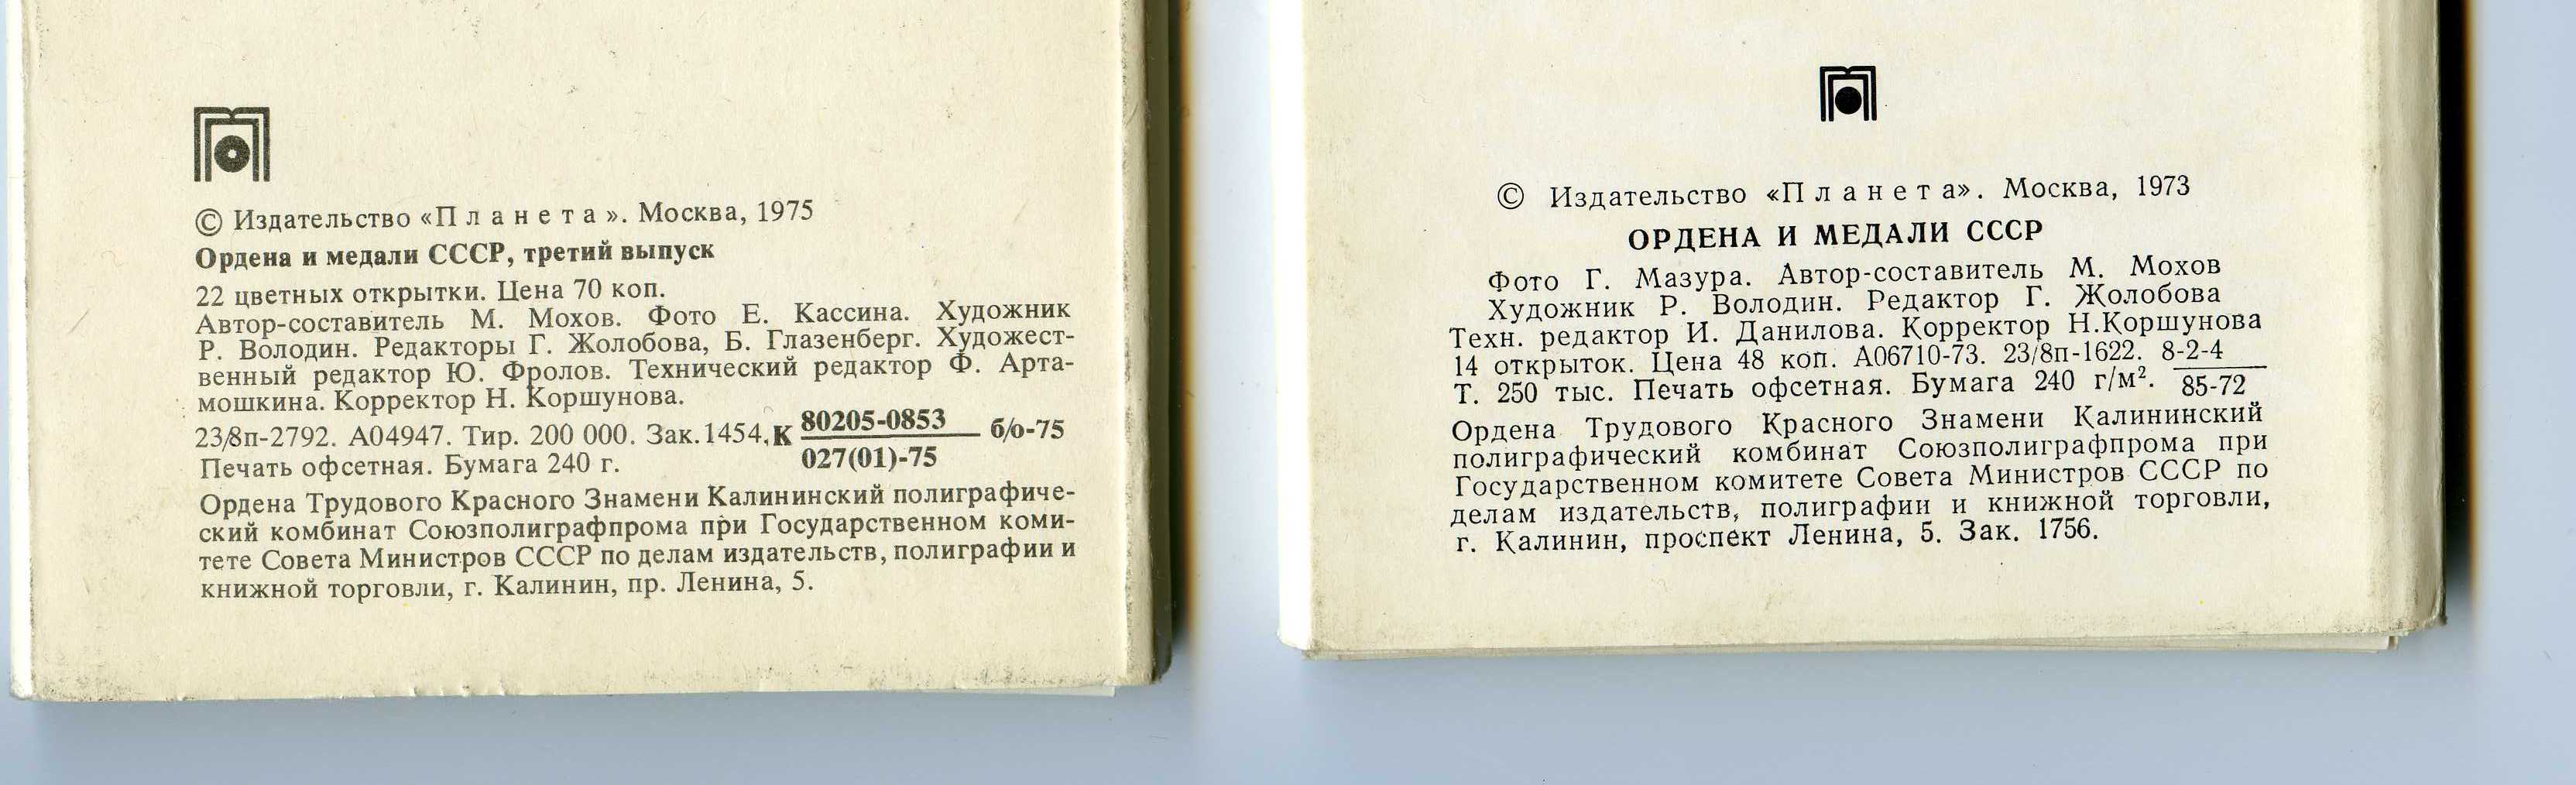 © Издательство «Планета». Москва, 1975
Ордена и медали СССР, третий выпуск
22 цветных открытки. Цена 70 коп.
Автор-составитель М. Мохов. Фото Е. Кассина. Художник
Р. Володин. Редакторы Г. Жолобова, Б. Глазенберг. Художест-
венный редактор Ю. Фролов. Технический редактор Ф. Арта-
мошкина. Корректор Н. Коршунова.
23/8п-2792. А04947. Тир. 200 000. Зак. 1454. К 80205-0853 б/о-75
027(01)-75
Печать офсетная. Бумага 240 г.
Ордена Трудового Красного Знамени Калининский полиграфиче-
ский комбинат Союзполиграфпрома при Государственном коми-
тете Совета Министров СССР по делам издательств, полиграфии и
книжной торговли, г. Калинин, пр. Ленина, 5.
© Издательство «Планета». Москва, 1973
ОРДЕНА И МЕДАЛИ СССР
Фото Г. Мазура. Автор-составитель М. Мохов
Художник Р. Володин. Редактор Г. Жолобова
Техн. редактор И. Данилова. Корректор Н.Коршунова
14 открыток. Цена 48 коп. А06710-73. 23/8п-1622. 8-2-4
Т. 250 тыс. Печать офсетная. Бумага 240 г/м². 85-72
Ордена Трудового Красного Знамени Калининский
полиграфический комбинат Союзполиграфпрома при
Государственном комитете Совета Министров СССР по
делам издательств, полиграфии и книжной торговли,
г. Калинин, проспект Ленина, 5. Зак. 1756.